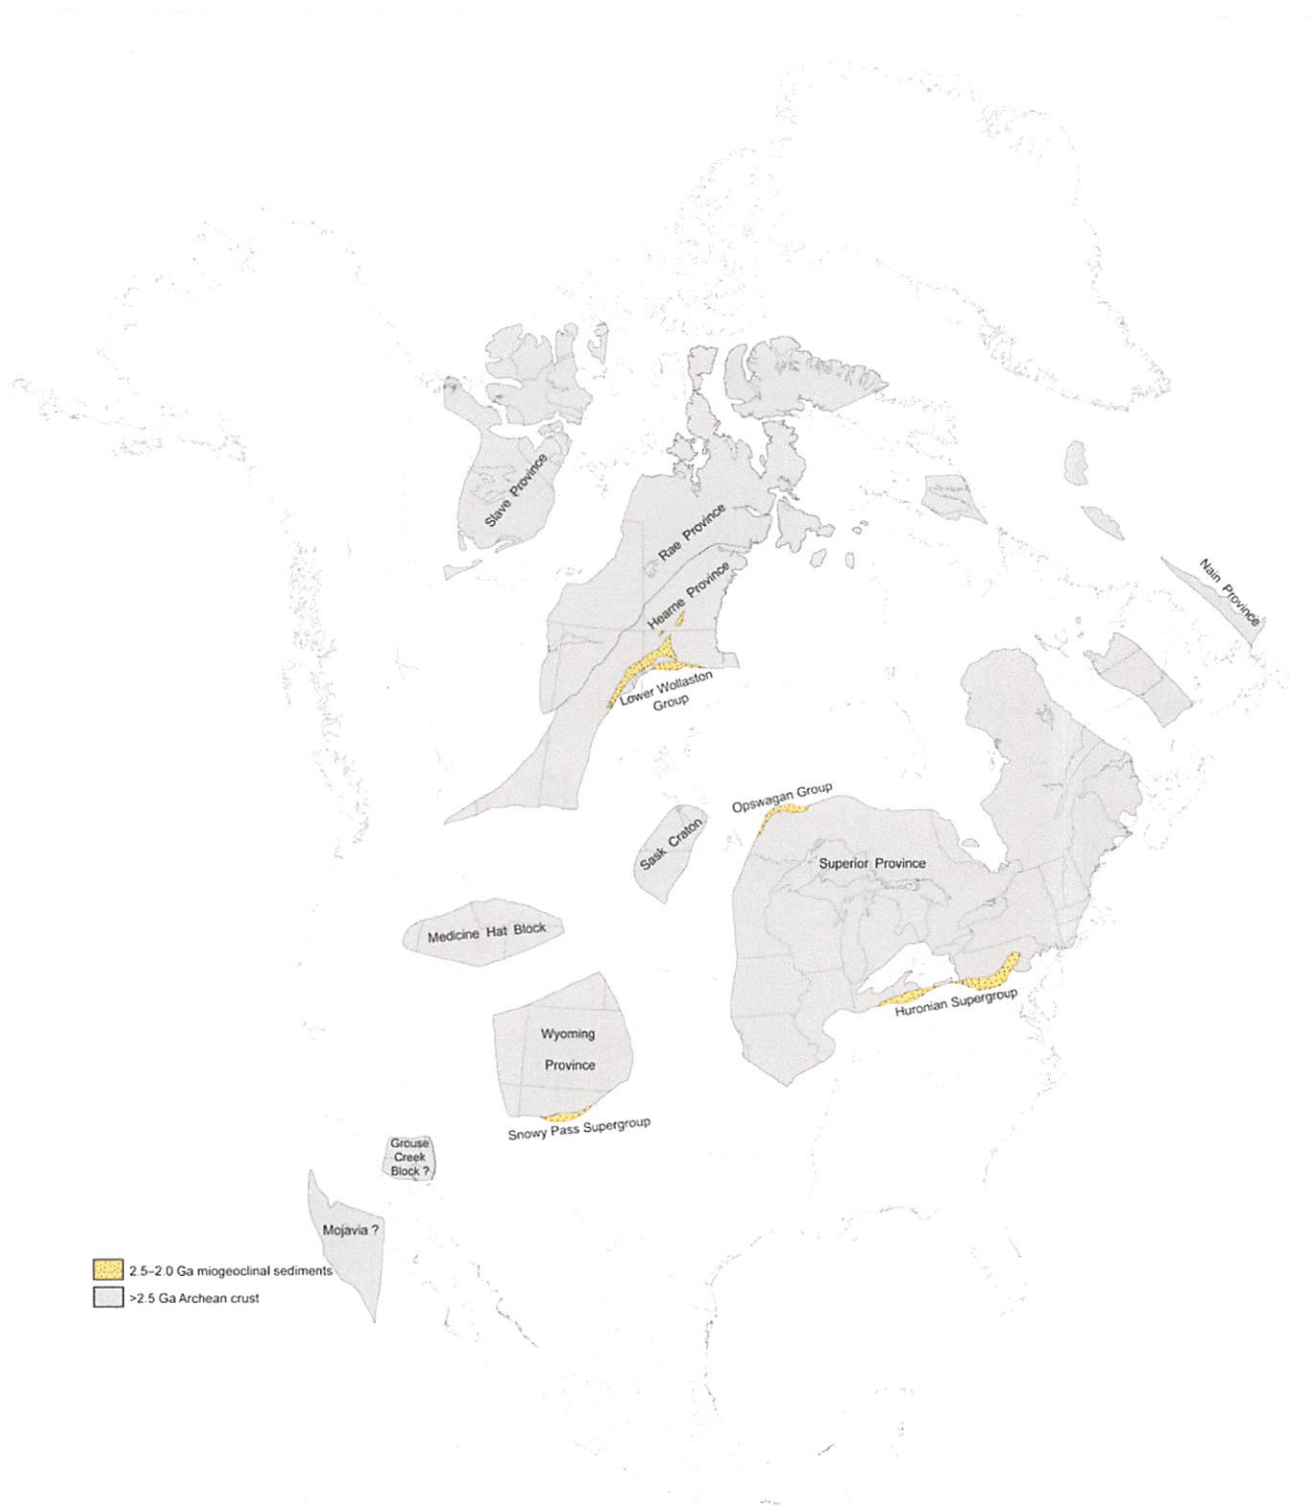 Slave Province
Rae Province
Hearne Province
Nain Province
Lower Wollaston
Group
Opswagan Group
Sask Craton
Superior Province
Medicine Hat Block
Huronian Supergroup
Wyoming
Province
Snowy Pass Supergroup
Grouse
Creek
Block ?
Mojavia ?
2.5–2.0 Ga miogeoclinal sediments
>2.5 Ga Archean crust